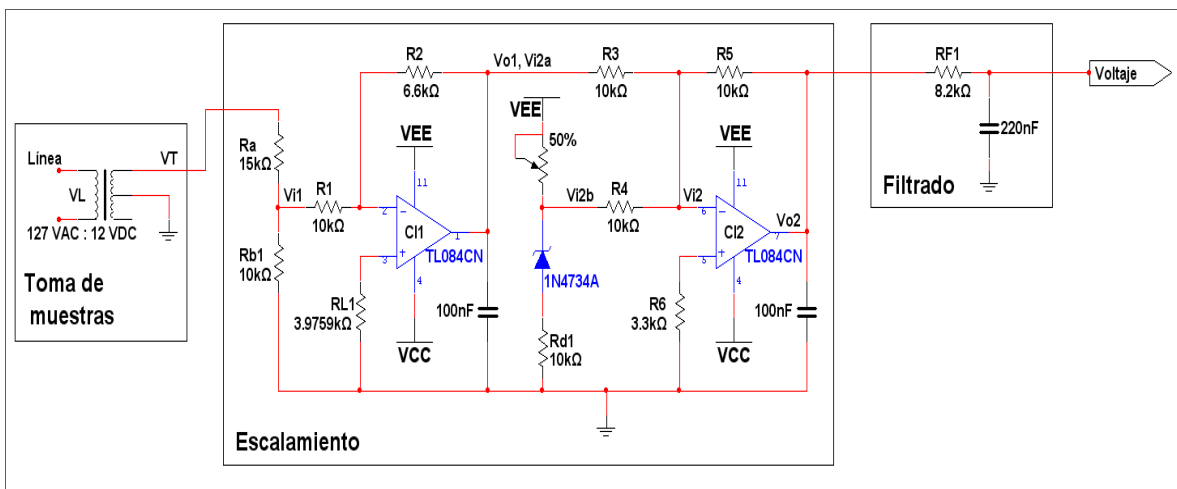 Línea
VT
VL
127 VAC : 12 VDC
Toma de
muestras
Ra
15kΩ
Vi1
Rb1
10kΩ
R1
10kΩ
R2
6.6kΩ
VEE
11
2
3
CI1
1
TL084CN
4
VCC
RL1
3.9759kΩ
100nF
Vo1, Vi2a
VEE
50%
Vi2b
1N4734A
Rd1
10kΩ
R3
10kΩ
R4
10kΩ
R5
10kΩ
Vi2
VEE
11
6
5
CI2
7
Vo2
TL084CN
4
VCC
R6
3.3kΩ
100nF
Escalamiento
RF1
8.2kΩ
220nF
Filtrado
Voltaje